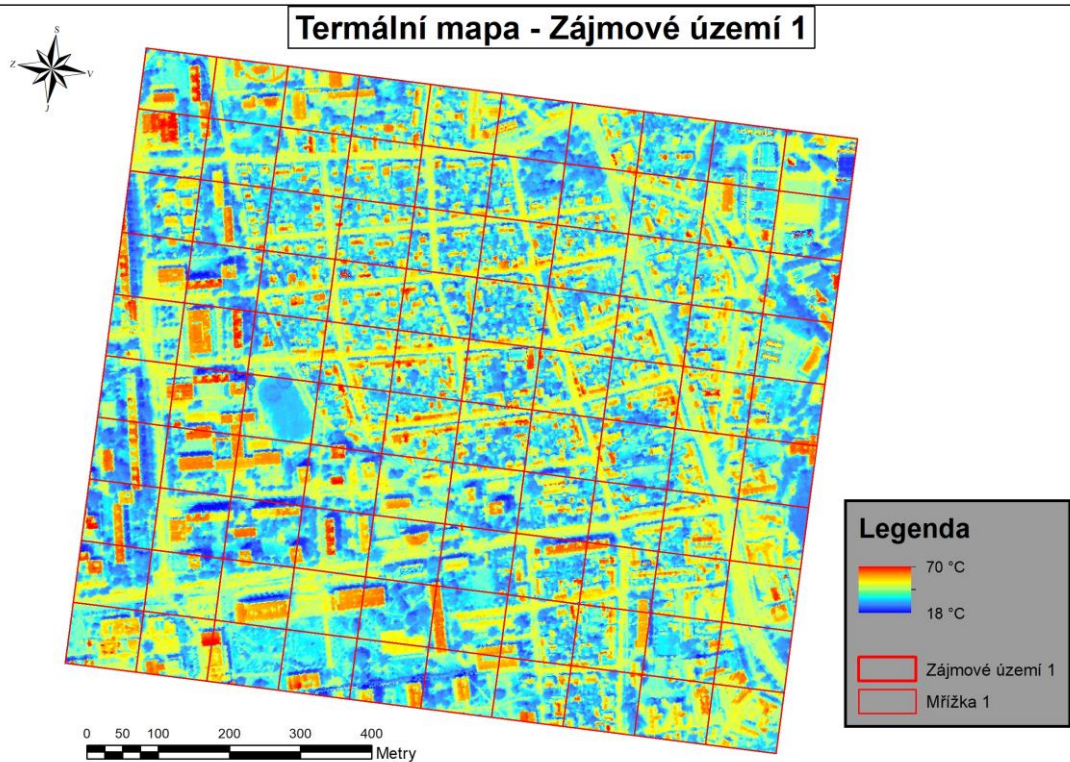 Termální mapa - Zájmové území 1
S
Z
V
J
Legenda
70 °C
18 °C
Zájmové území 1
Mřížka 1
0 50 100 200 300 400
Metry